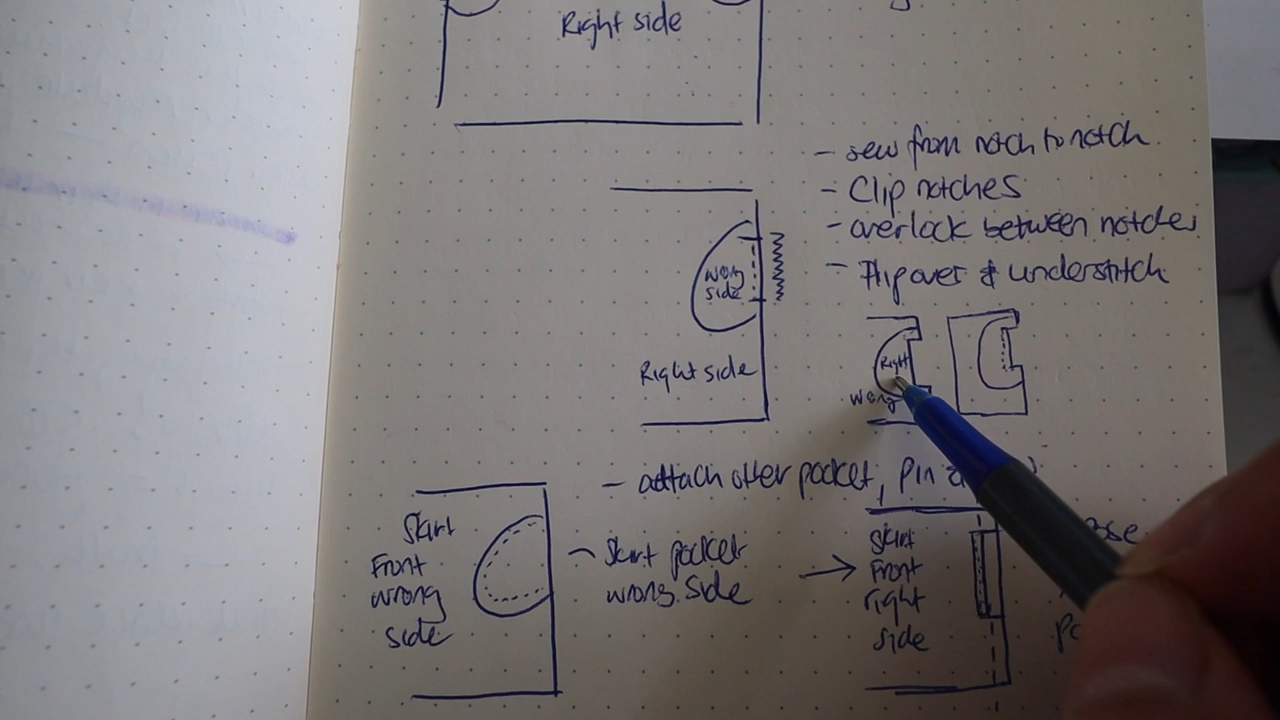 Right side
- sew from notch to notch.
- Clip notches
- overlock between notches
- Flip over & understitch
wrong
side
Right side
Right
wrong
- attach other pocket, pin
Skirt
Front
wrong
side
- Skirt pocket
wrong side
Skirt
Front
right
side